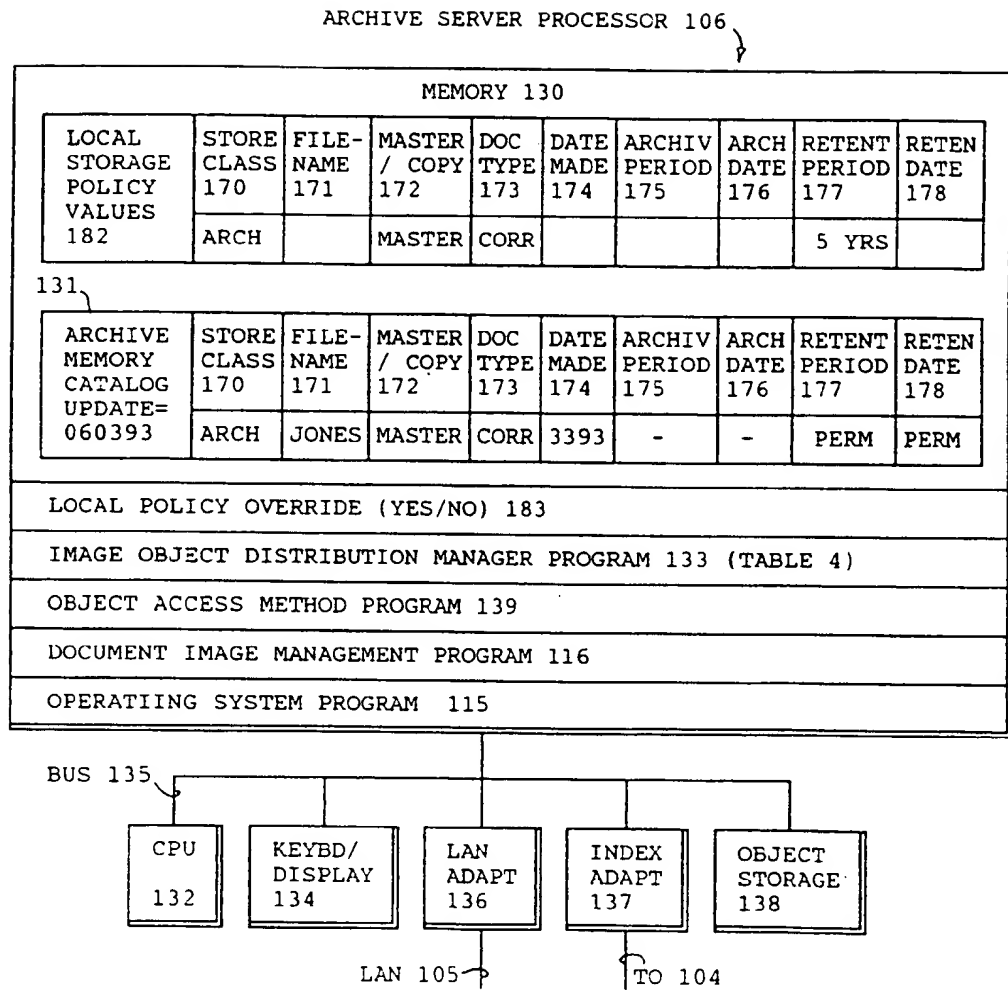 ARCHIVE SERVER PROCESSOR 106
MEMORY 130
LOCAL STORAGE POLICY VALUES 182
STORE CLASS 170
FILE-NAME 171
MASTER / COPY 172
DOC TYPE 173
DATE MADE 174
ARCHIV PERIOD 175
ARCH DATE 176
RETENT PERIOD 177
RETEN DATE 178
ARCH MASTER CORR 5 YRS
131
ARCHIVE MEMORY CATALOG UPDATE= 060393
STORE CLASS 170
FILE-NAME 171
MASTER / COPY 172
DOC TYPE 173
DATE MADE 174
ARCHIV PERIOD 175
ARCH DATE 176
RETENT PERIOD 177
RETEN DATE 178
ARCH JONES MASTER CORR 3393 - - PERM PERM
LOCAL POLICY OVERRIDE (YES/NO) 183
IMAGE OBJECT DISTRIBUTION MANAGER PROGRAM 133 (TABLE 4)
OBJECT ACCESS METHOD PROGRAM 139
DOCUMENT IMAGE MANAGEMENT PROGRAM 116
OPERATIING SYSTEM PROGRAM 115
BUS 135
CPU 132
KEYBD/ DISPLAY 134
LAN ADAPT 136
INDEX ADAPT 137
OBJECT STORAGE 138
LAN 105
TO 104